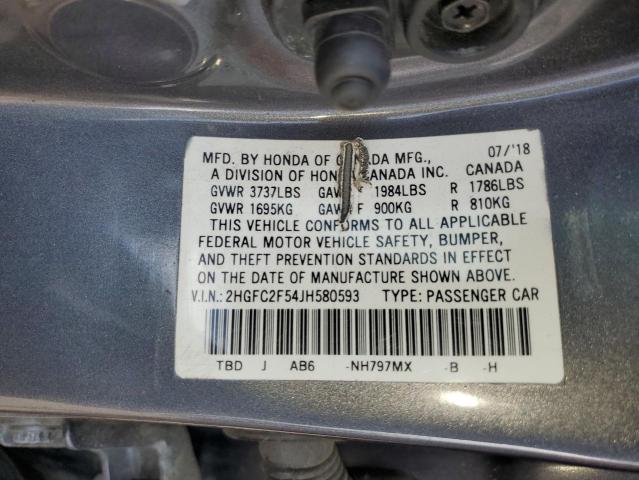 MFD. BY HONDA OF MFG., 07/'18
A DIVISION OF CANADA INC. CANADA
GVWR 3737LBS 1984LBS R 1786LBS
GVWR 1695KG F 900KG R 810KG
THIS VEHICLE CONFORMS TO ALL APPLICABLE
FEDERAL MOTOR VEHICLE SAFETY, BUMPER,
AND THEFT PREVENTION STANDARDS IN EFFECT
ON THE DATE OF MANUFACTURE SHOWN ABOVE.
V.I.N.: 2HGFC2F54JH580593 TYPE: PASSENGER CAR
TBD J AB6 -NH797MX -B -H